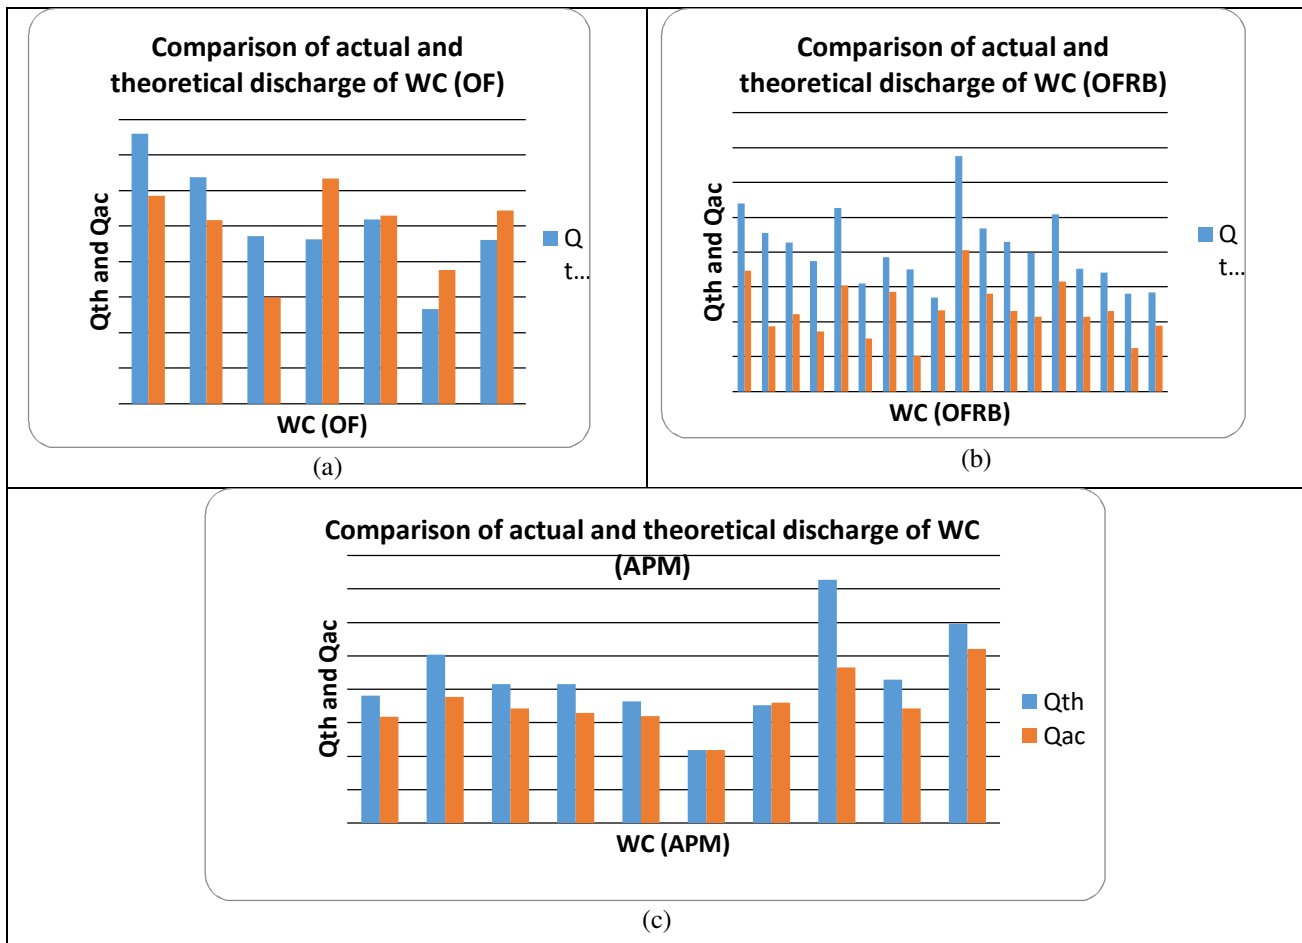 Comparison of actual and
theoretical discharge of WC (OF)
Qth and Qac
Q
t...
WC (OF)
(a)
Comparison of actual and
theoretical discharge of WC (OFRB)
Qth and Qac
Q
t...
WC (OFRB)
(b)
Comparison of actual and theoretical discharge of WC
(APM)
Qth and Qac
Qth
Qac
WC (APM)
(c)